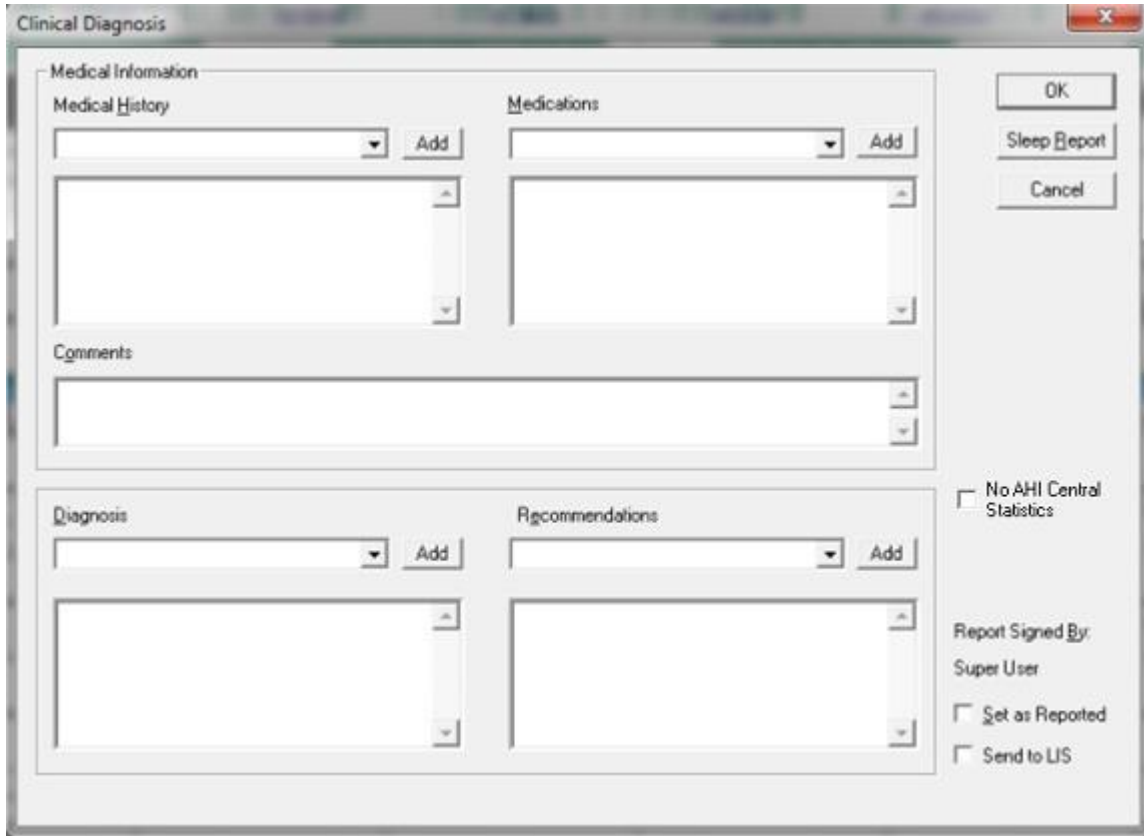 Clinical Diagnosis
x
Medical Information
Medical History
Medications
Add
Add
OK
Sleep Report
Cancel
Comments
No AHI Central
Statistics
Diagnosis
Recommendations
Add
Add
Report Signed By:
Super User
Set as Reported
Send to LIS